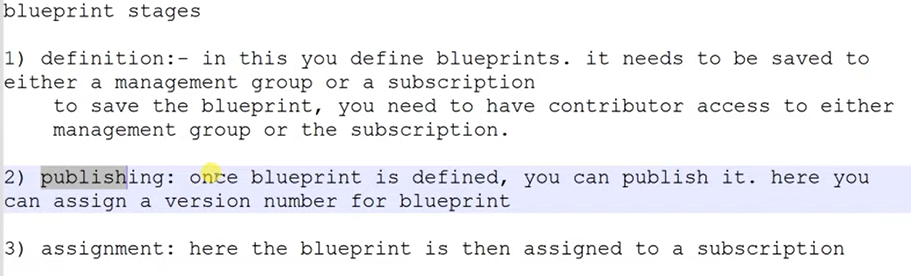 blueprint stages
1) definition:- in this you define blueprints. it needs to be saved to
either a management group or a subscription
to save the blueprint, you need to have contributor access to either
management group or the subscription.
2) publishing: once blueprint is defined, you can publish it. here you
can assign a version number for blueprint
3) assignment: here the blueprint is then assigned to a subscription